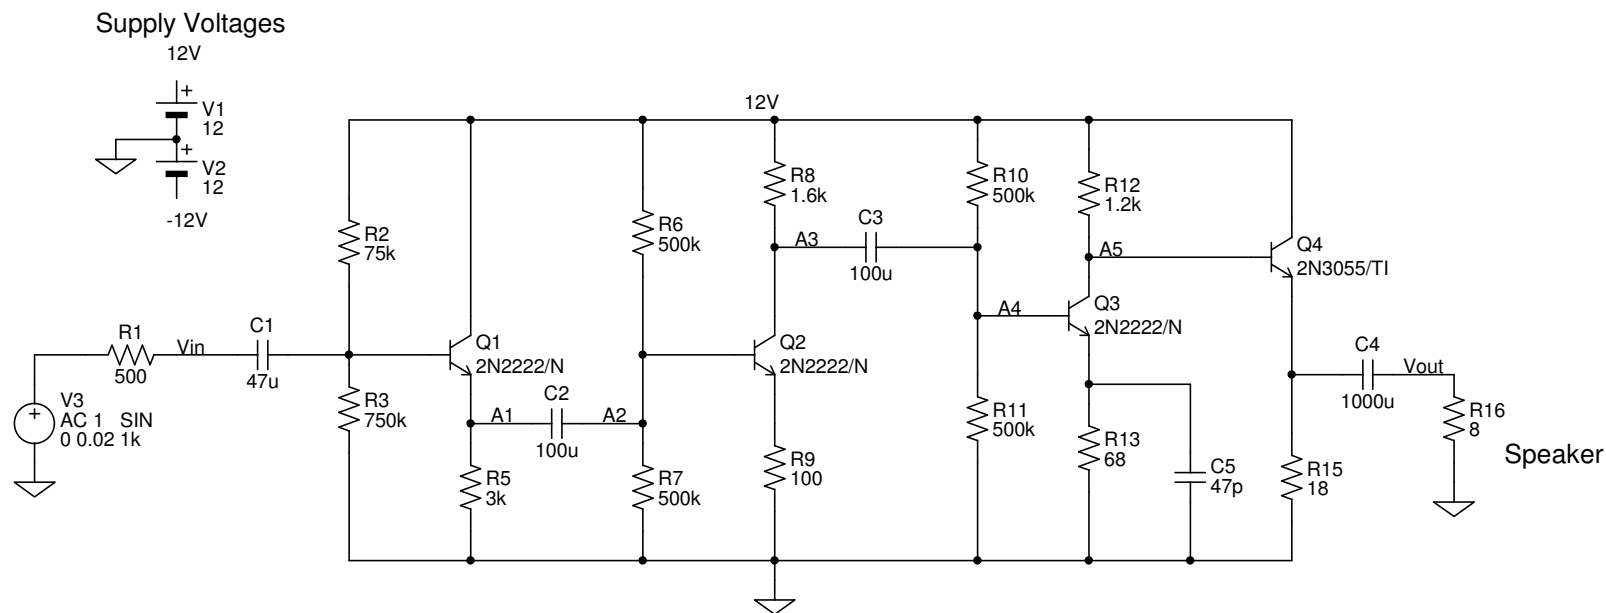 Supply Voltages
12V
V1
12
V2
12
-12V
12V
R2
75k
R6
500k
R8
1.6k
A3
C3
100u
R10
500k
R12
1.2k
A5
Q4
2N3055/TI
R1
500
Vin
C1
47u
Q1
2N2222/N
Q2
2N2222/N
A4
Q3
2N2222/N
C4
1000u
Vout
V3
AC 1 SIN
0 0.02 1k
R3
750k
A1
C2
100u
A2
R5
3k
R7
500k
R9
100
R11
500k
R13
68
C5
47p
R15
18
R16
8
Speaker